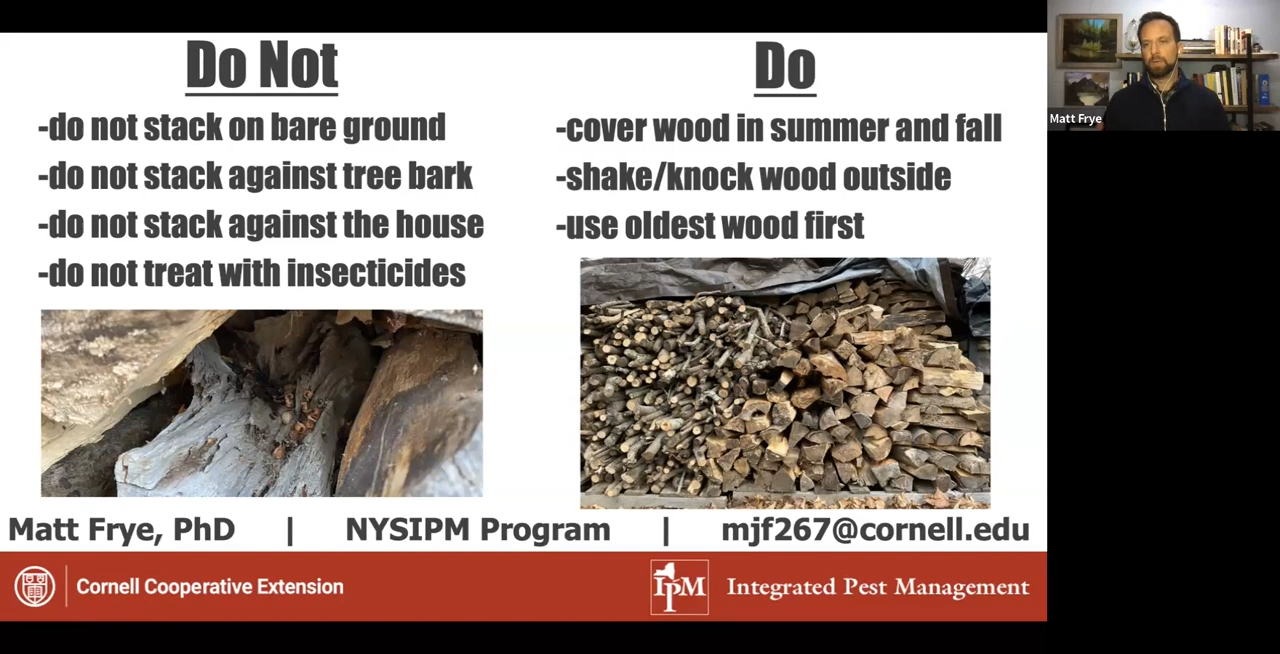 Do Not
-do not stack on bare ground
-do not stack against tree bark
-do not stack against the house
-do not treat with insecticides
Do
-cover wood in summer and fall
-shake/knock wood outside
-use oldest wood first
Matt Frye, PhD | NYSIPM Program | mjf267@cornell.edu
Cornell Cooperative Extension
IPM
Integrated Pest Management
Matt Frye